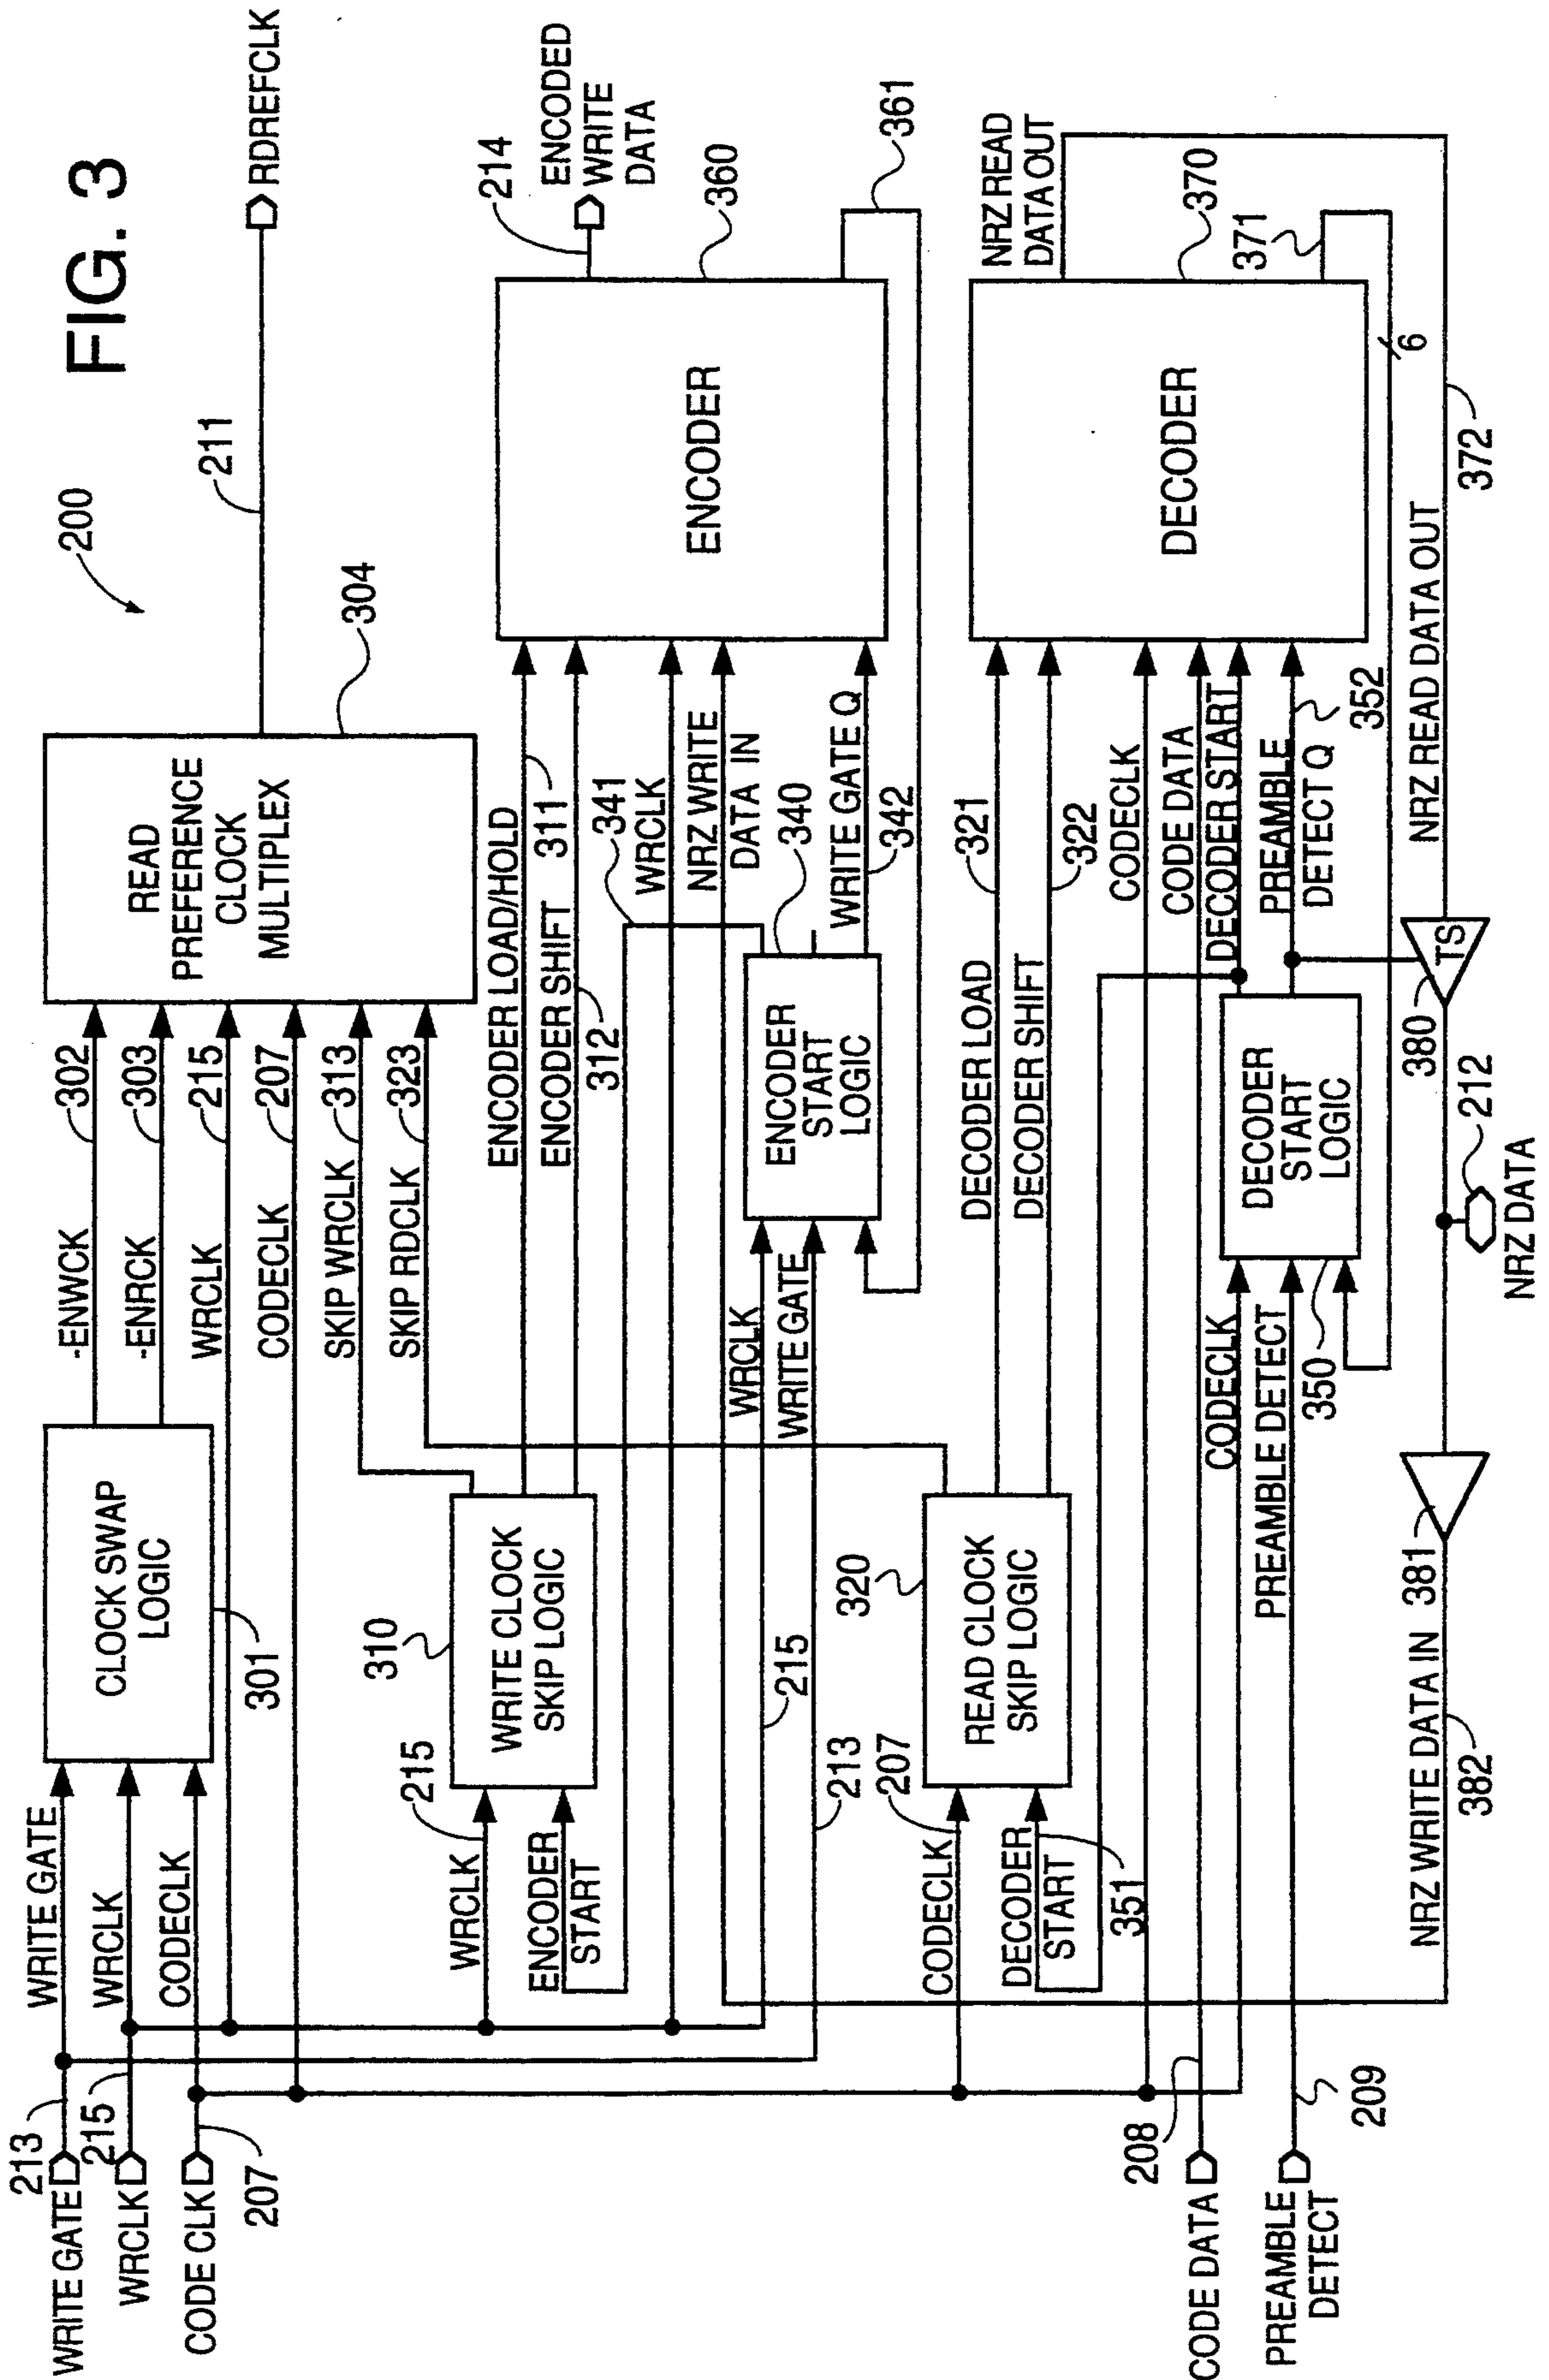 FIG. 3
200
WRITE GATE
213
WRCLK
215
CODE CLK
207
WRITE GATE
WRCLK
CODECLK
CLOCK SWAP
LOGIC
301
-ENWCK
302
-ENRCK
303
WRCLK
215
CODECLK
207
SKIP WRCLK
313
SKIP RDCLK
323
READ
PREFERENCE
CLOCK
MULTIPLEX
304
211
RDREFCLK
310
215
WRCLK
ENCODER
START
WRITE CLOCK
SKIP LOGIC
ENCODER LOAD/HOLD
311
ENCODER SHIFT
312
341
WRCLK
NRZ WRITE
DATA IN
215
213
WRCLK
WRITE GATE
ENCODER
START
LOGIC
340
WRITE GATE Q
342
ENCODER
360
214
ENCODED
WRITE
DATA
361
320
207
CODECLK
DECODER
START
351
READ CLOCK
SKIP LOGIC
DECODER LOAD
321
DECODER SHIFT
322
CODECLK
CODE DATA
DECODER START
PREAMBLE
DETECT Q
352
DECODER
370
NRZ READ
DATA OUT
371
6
CODE DATA
208
PREAMBLE
DETECT
209
CODECLK
PREAMBLE DETECT
350
DECODER
START
LOGIC
NRZ WRITE DATA IN
382
381
NRZ DATA
212
380
TS
NRZ READ DATA OUT
372